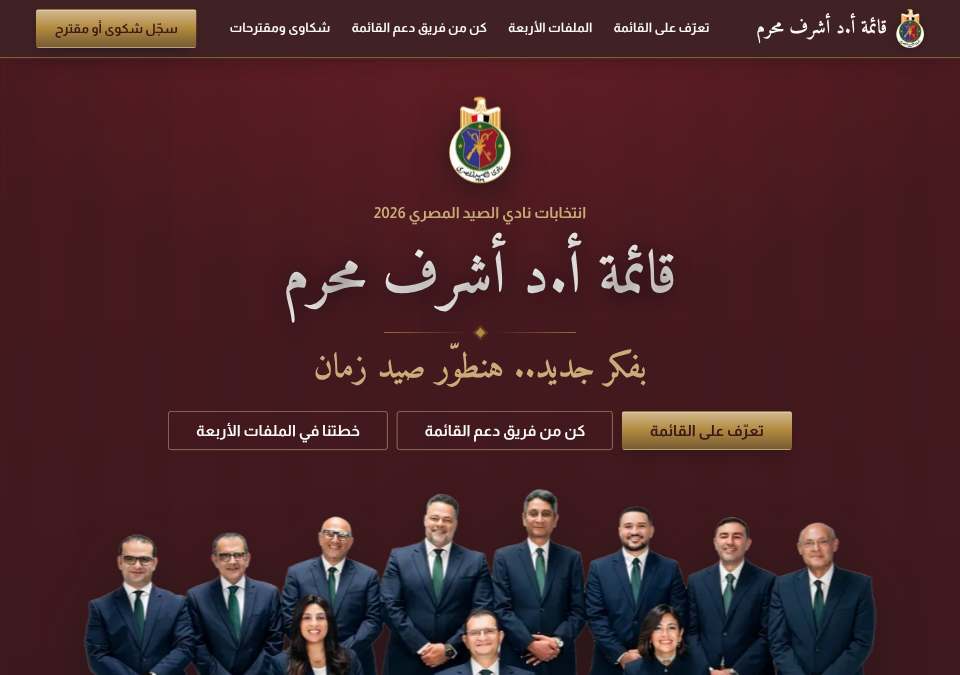 قائمة أ.د أشرف محرم
تعرّف على القائمة
الملفات الأربعة
كن من فريق دعم القائمة
شكاوى ومقترحات
سجّل شكوى أو مقترح
انتخابات نادي الصيد المصري 2026
قائمة أ.د أشرف محرم
بفكر جديد.. هنطوّر صيد زمان
تعرّف على القائمة
كن من فريق دعم القائمة
خطتنا في الملفات الأربعة